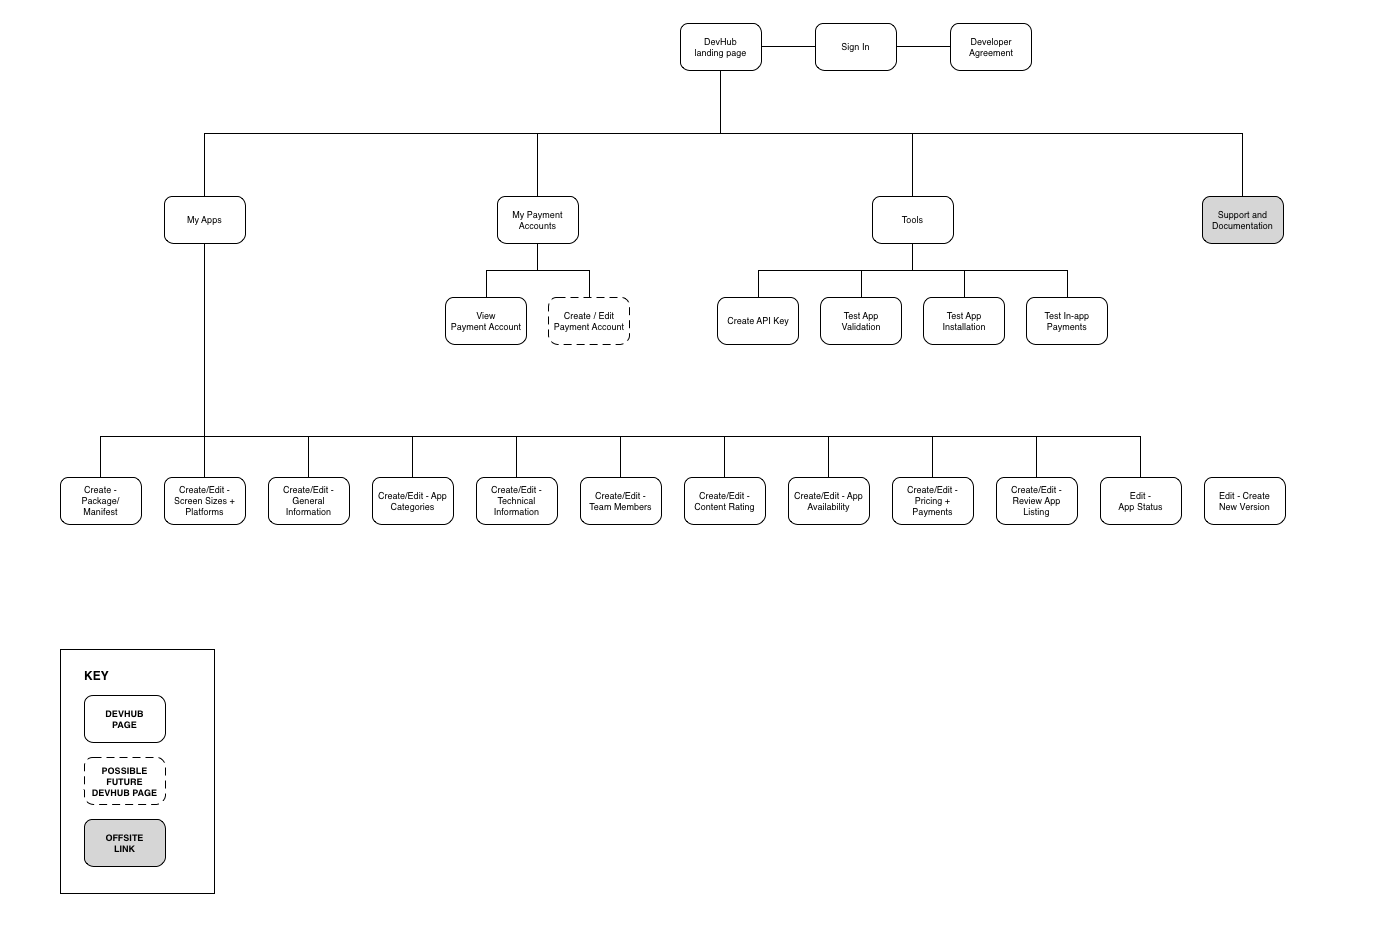 DevHub
landing page
Sign In
Developer
Agreement
My Apps
My Payment
Accounts
Tools
Support and
Documentation
View
Payment Account
Create / Edit
Payment Account
Create API Key
Test App
Validation
Test App
Installation
Test In-app
Payments
Create -
Package/
Manifest
Create/Edit -
Screen Sizes +
Platforms
Create/Edit -
General
Information
Create/Edit - App
Categories
Create/Edit -
Technical
Information
Create/Edit -
Team Members
Create/Edit -
Content Rating
Create/Edit - App
Availability
Create/Edit -
Pricing +
Payments
Create/Edit -
Review App
Listing
Edit -
App Status
Edit - Create
New Version
KEY
DEVHUB
PAGE
POSSIBLE
FUTURE
DEVHUB PAGE
OFFSITE
LINK